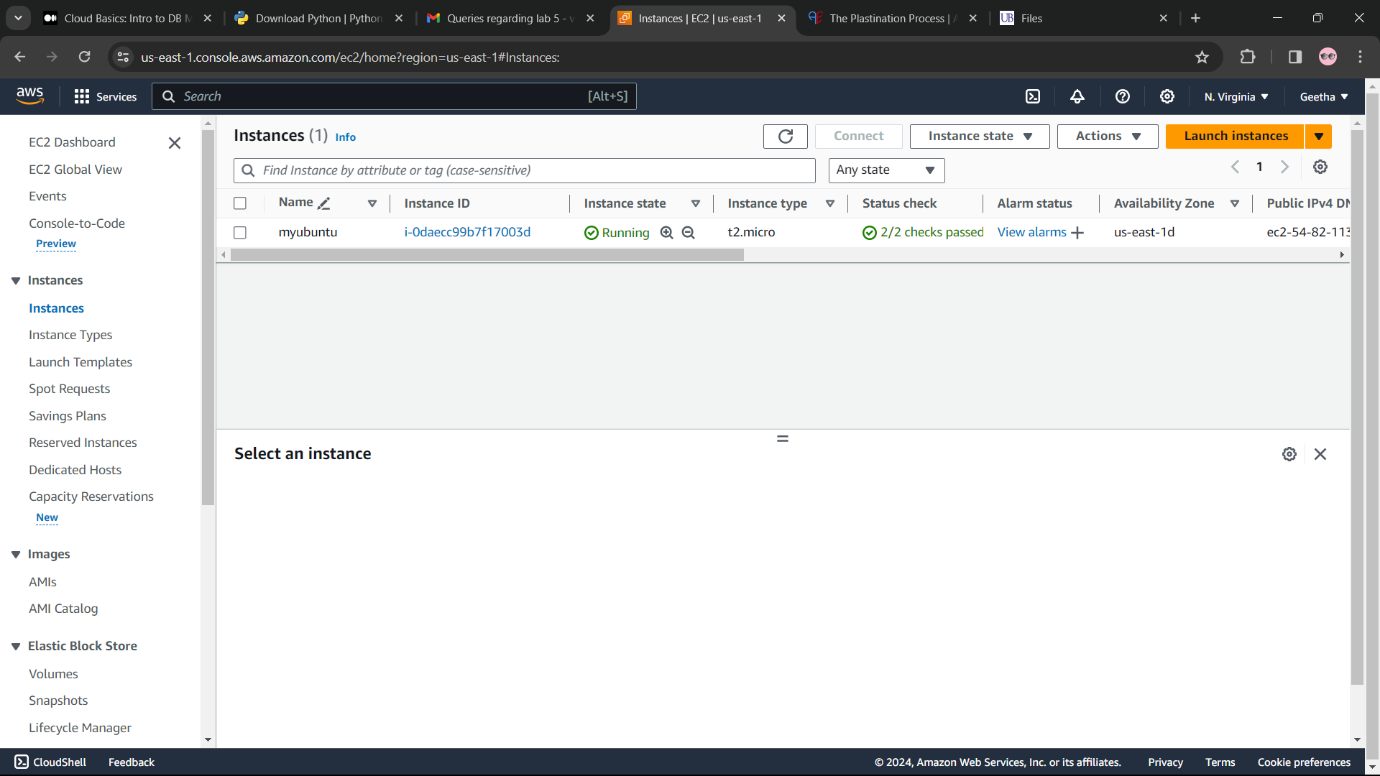 Cloud Basics: Intro to DB M
Download Python | Python
Queries regarding lab 5 - v
Instances | EC2 | us-east-1
The Plastination Process | A
UB Files
us-east-1.console.aws.amazon.com/ec2/home?region=us-east-1#Instances:
aws Services Search [Alt+S] N. Virginia Geetha
EC2 Dashboard
EC2 Global View
Events
Console-to-Code
Preview
Instances
Instances
Instance Types
Launch Templates
Spot Requests
Savings Plans
Reserved Instances
Dedicated Hosts
Capacity Reservations
New
Images
AMIs
AMI Catalog
Elastic Block Store
Volumes
Snapshots
Lifecycle Manager
Instances (1) Info Connect Instance state Actions Launch instances
Find Instance by attribute or tag (case-sensitive) Any state 1
Name Instance ID Instance state Instance type Status check Alarm status Availability Zone Public IPv4 DN
myubuntu i-0daecc99b7f17003d Running t2.micro 2/2 checks passed View alarms us-east-1d ec2-54-82-113
Select an instance
CloudShell Feedback © 2024, Amazon Web Services, Inc. or its affiliates. Privacy Terms Cookie preferences